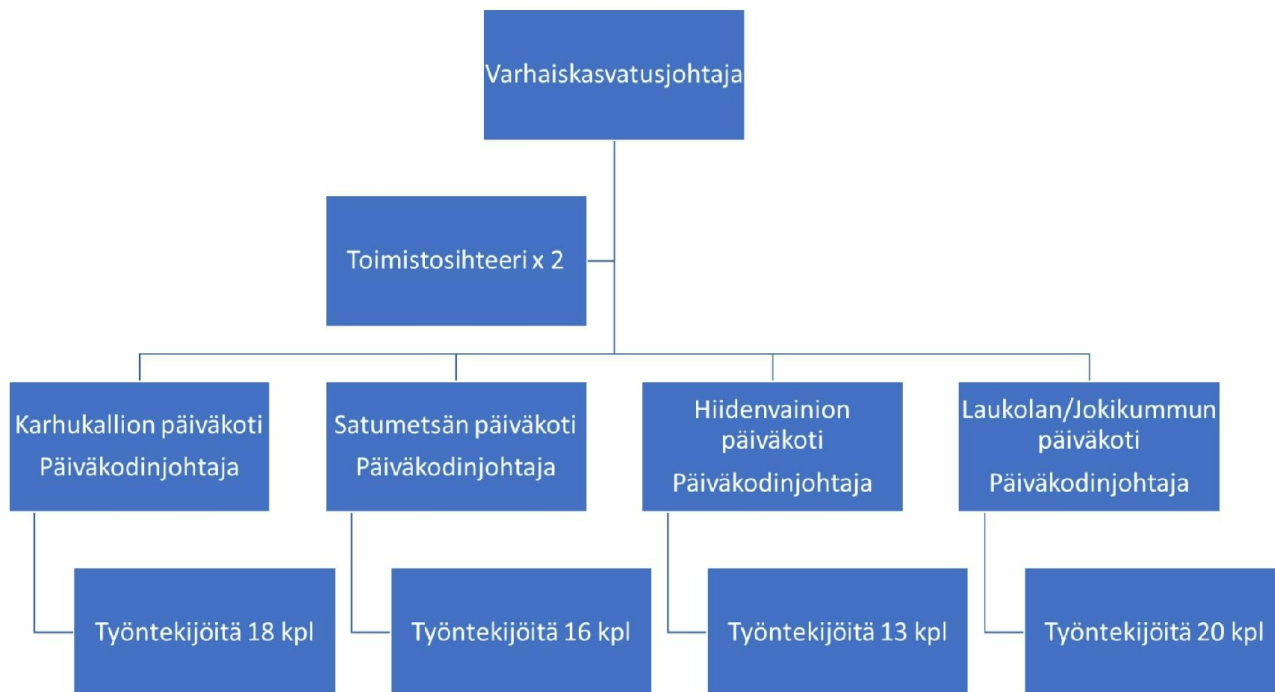 Varhaiskasvatusjohtaja
Toimistosihteeri x 2
Karhukallion päiväkoti
Päiväkodinjohtaja
Satumetsän päiväkoti
Päiväkodinjohtaja
Hiidenvainion
päiväkoti
Päiväkodinjohtaja
Laukolan/Jokikummun
päiväkoti
Päiväkodinjohtaja
Työntekijöitä 18 kpl
Työntekijöitä 16 kpl
Työntekijöitä 13 kpl
Työntekijöitä 20 kpl